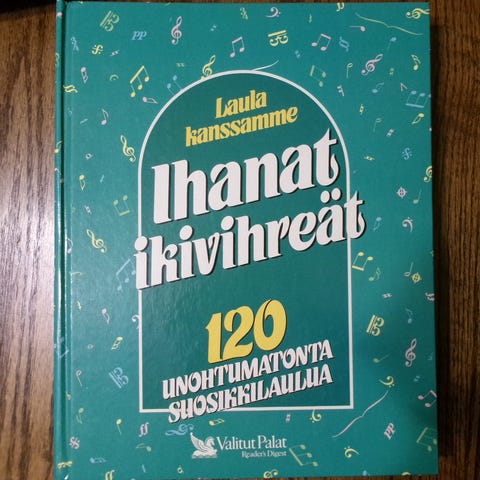 Laula
kanssamme
Ihanat
ikivihreät
120
UNOHTUMATONTA
SUOSIKKILAULUA
Valitut Palat
Reader's Digest